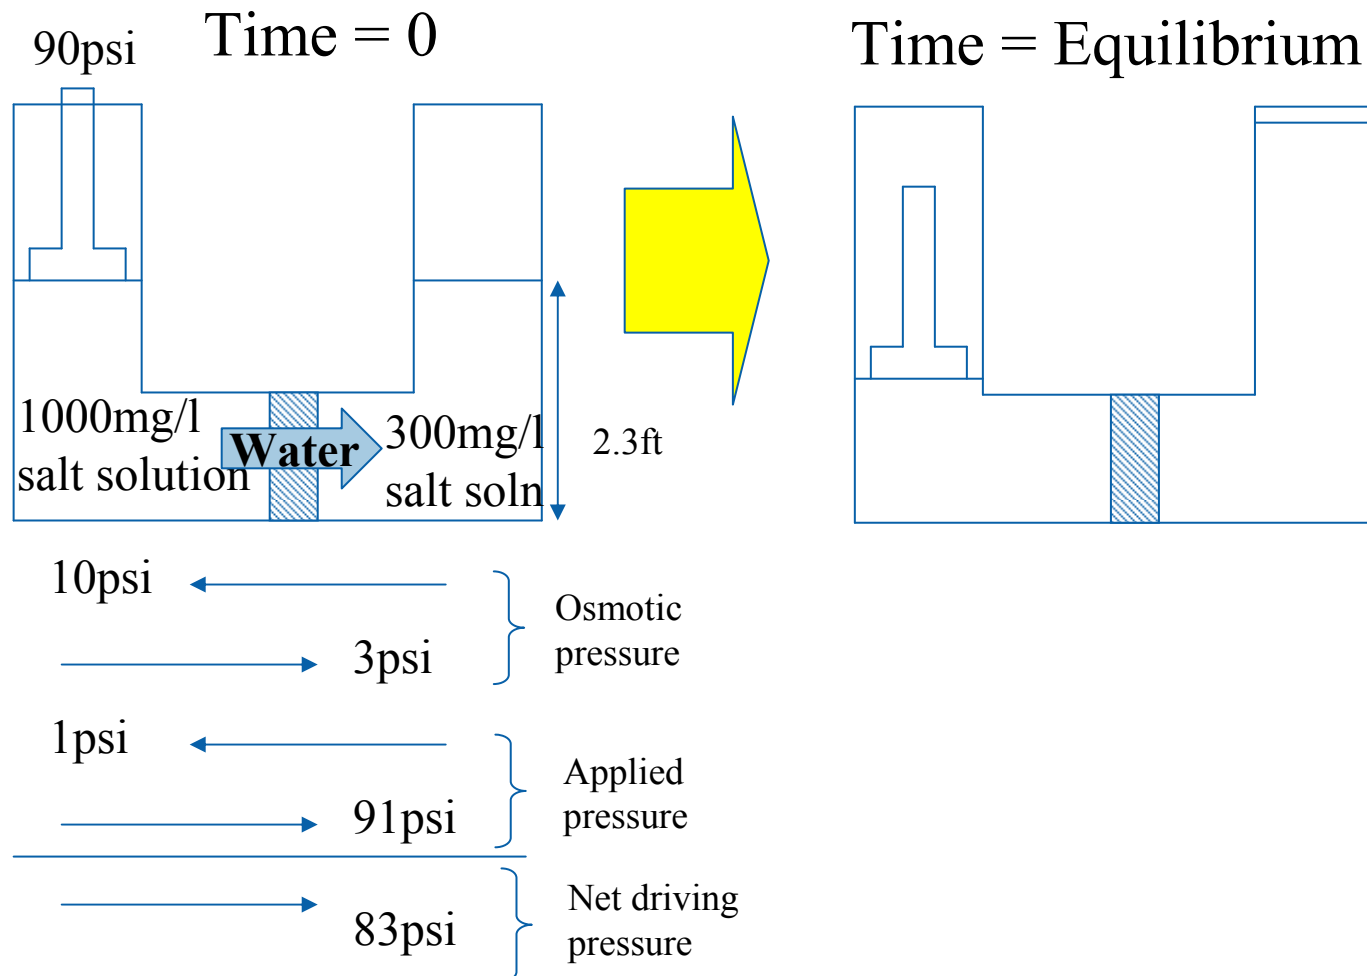 Time = 0
Time = Equilibrium
90psi
1000mg/l
salt solution
Water
300mg/l
salt soln
2.3ft
10psi
3psi
Osmotic
pressure
1psi
91psi
Applied
pressure
83psi
Net driving
pressure